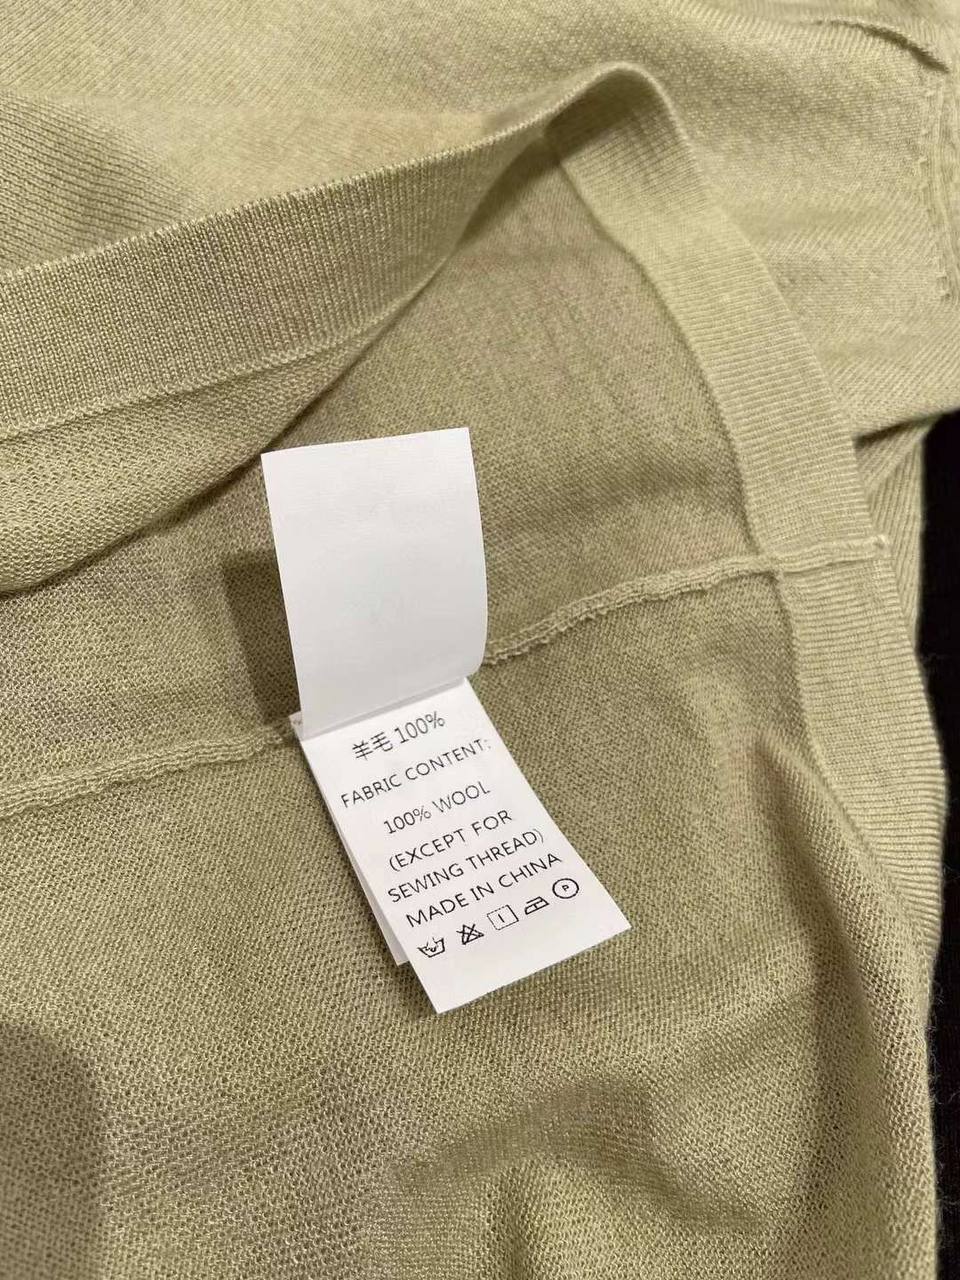 羊毛 100%
FABRIC CONTENT:
100% WOOL
(EXCEPT FOR
SEWING THREAD)
MADE IN CHINA
P